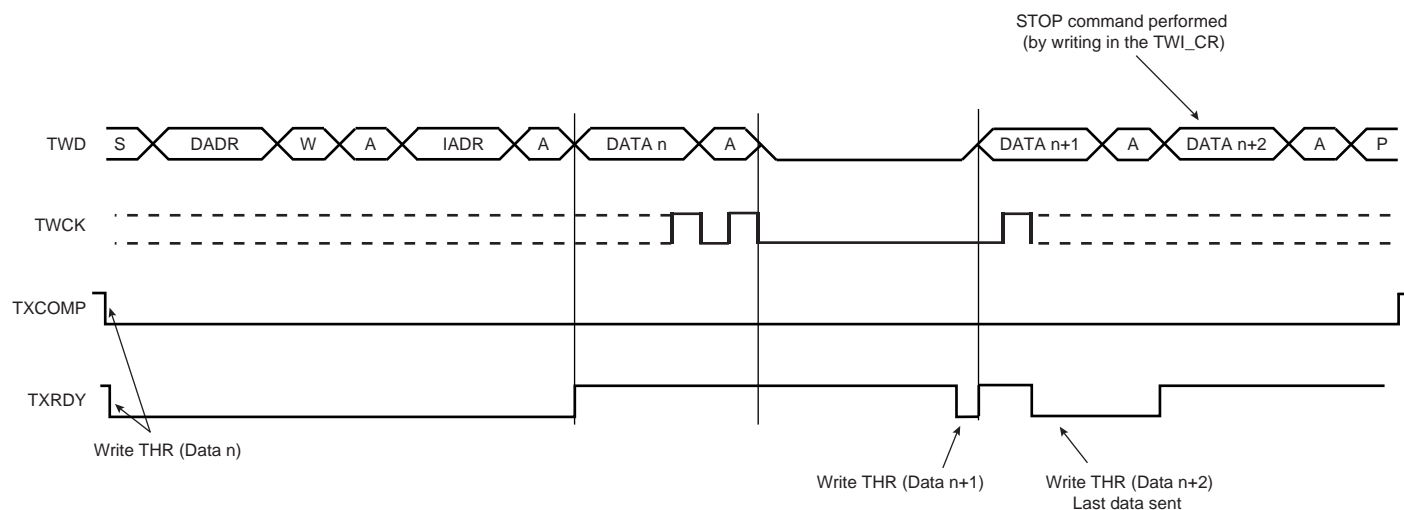 STOP command performed
(by writing in the TWI_CR)
TWD S DADR W A IADR A DATA n A DATA n+1 A DATA n+2 A P
TWCK
TXCOMP
TXRDY
Write THR (Data n)
Write THR (Data n+1)
Write THR (Data n+2)
Last data sent